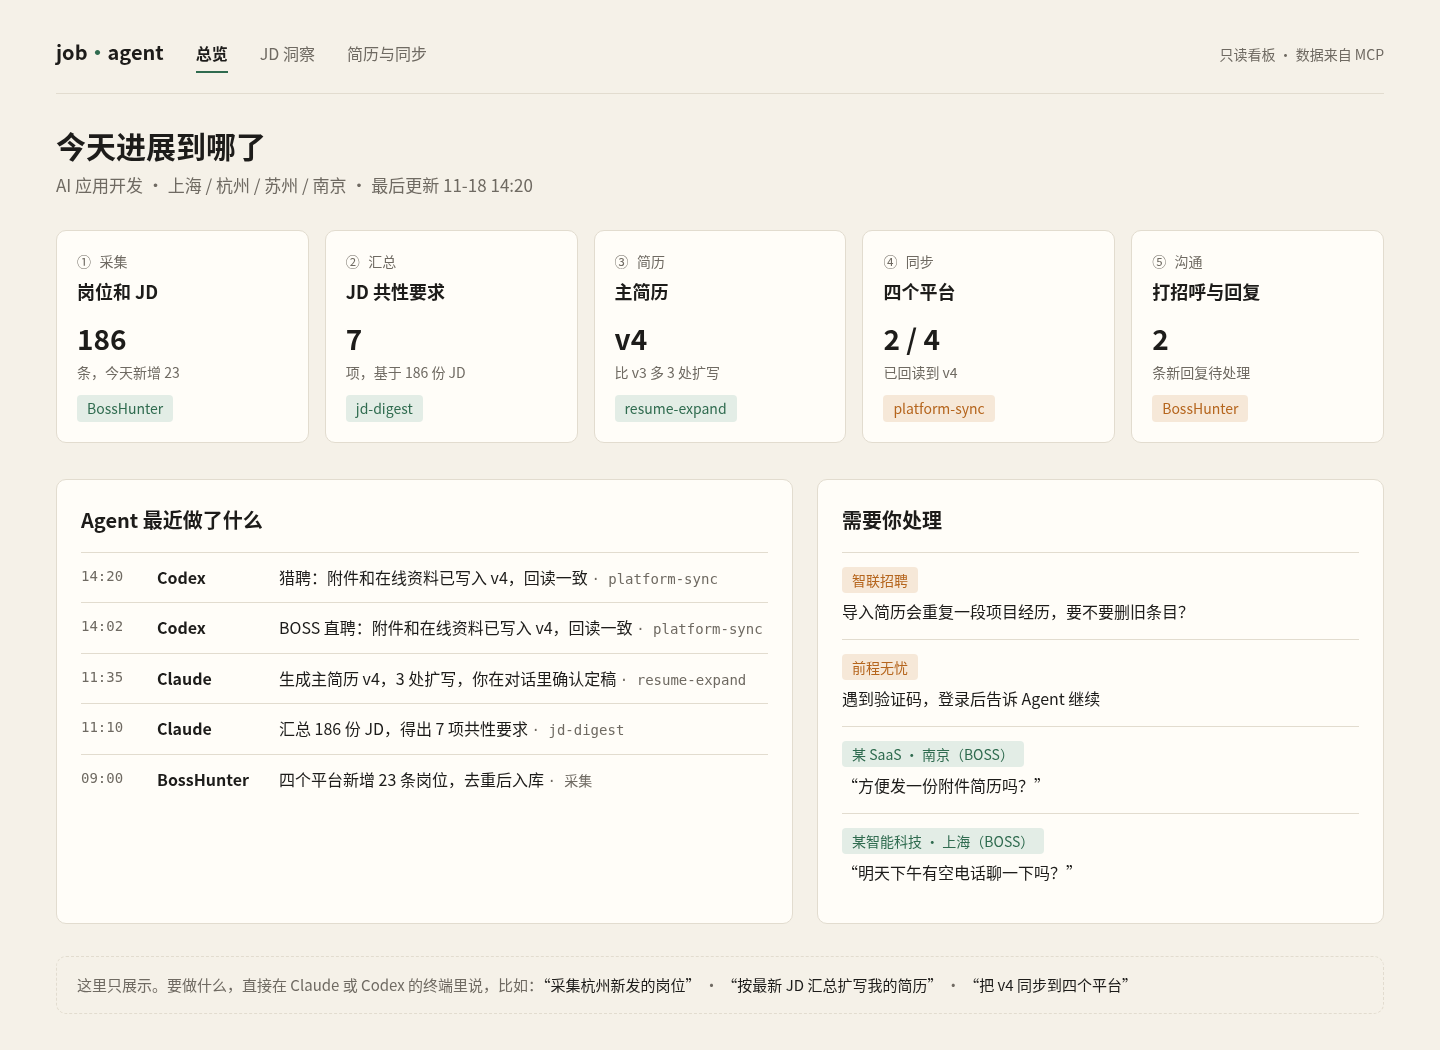 job・agent 总览 JD 洞察 简历与同步 只读看板 · 数据来自 MCP
今天进展到哪了
AI 应用开发 · 上海 / 杭州 / 苏州 / 南京 · 最后更新 11-18 14:20
① 采集
岗位和 JD
186
条，今天新增 23
BossHunter
② 汇总
JD 共性要求
7
项，基于 186 份 JD
jd-digest
③ 简历
主简历
v4
比 v3 多 3 处扩写
resume-expand
④ 同步
四个平台
2 / 4
已回读到 v4
platform-sync
⑤ 沟通
打招呼与回复
2
条新回复待处理
BossHunter
Agent 最近做了什么
14:20 Codex 猎聘：附件和在线资料已写入 v4，回读一致 · platform-sync
14:02 Codex BOSS 直聘：附件和在线资料已写入 v4，回读一致 · platform-sync
11:35 Claude 生成主简历 v4，3 处扩写，你在对话里确认定稿 · resume-expand
11:10 Claude 汇总 186 份 JD，得出 7 项共性要求 · jd-digest
09:00 BossHunter 四个平台新增 23 条岗位，去重后入库 · 采集
需要你处理
智联招聘
导入简历会重复一段项目经历，要不要删旧条目？
前程无忧
遇到验证码，登录后告诉 Agent 继续
某 SaaS · 南京（BOSS）
“方便发一份附件简历吗？”
某智能科技 · 上海（BOSS）
“明天下午有空电话聊一下吗？”
这里只展示。要做什么，直接在 Claude 或 Codex 的终端里说，比如：“采集杭州新发的岗位” · “按最新 JD 汇总扩写我的简历” · “把 v4 同步到四个平台”